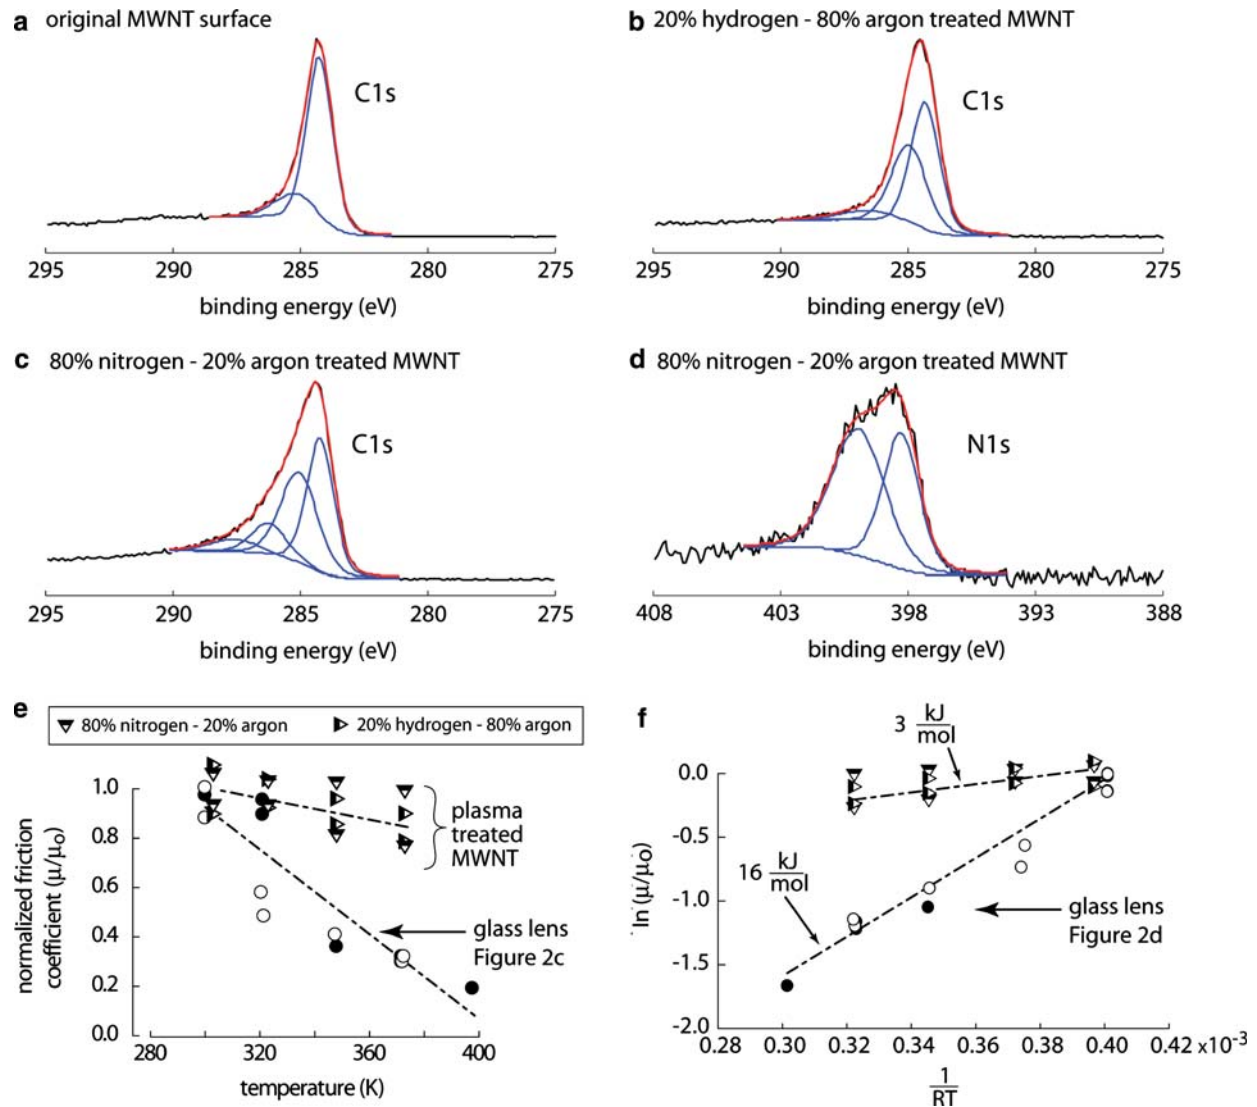 a original MWNT surface
C1s
295 290 285 280 275
binding energy (eV)
b 20% hydrogen - 80% argon treated MWNT
C1s
295 290 285 280 275
binding energy (eV)
c 80% nitrogen - 20% argon treated MWNT
C1s
295 290 285 280 275
binding energy (eV)
d 80% nitrogen - 20% argon treated MWNT
N1s
408 403 398 393 388
binding energy (eV)
e
80% nitrogen - 20% argon 20% hydrogen - 80% argon
normalized friction
coefficient (μ/μo)
1.0
0.8
0.6
0.4
0.2
0.0
plasma
treated
MWNT
glass lens
Figure 2c
280 320 360 400
temperature (K)
f
ln (μ/μo)
0.0
-0.5
-1.0
-1.5
-2.0
3 kJ
mol
16 kJ
mol
glass lens
Figure 2d
0.28 0.30 0.32 0.34 0.36 0.38 0.40 0.42 x10-3
1
RT